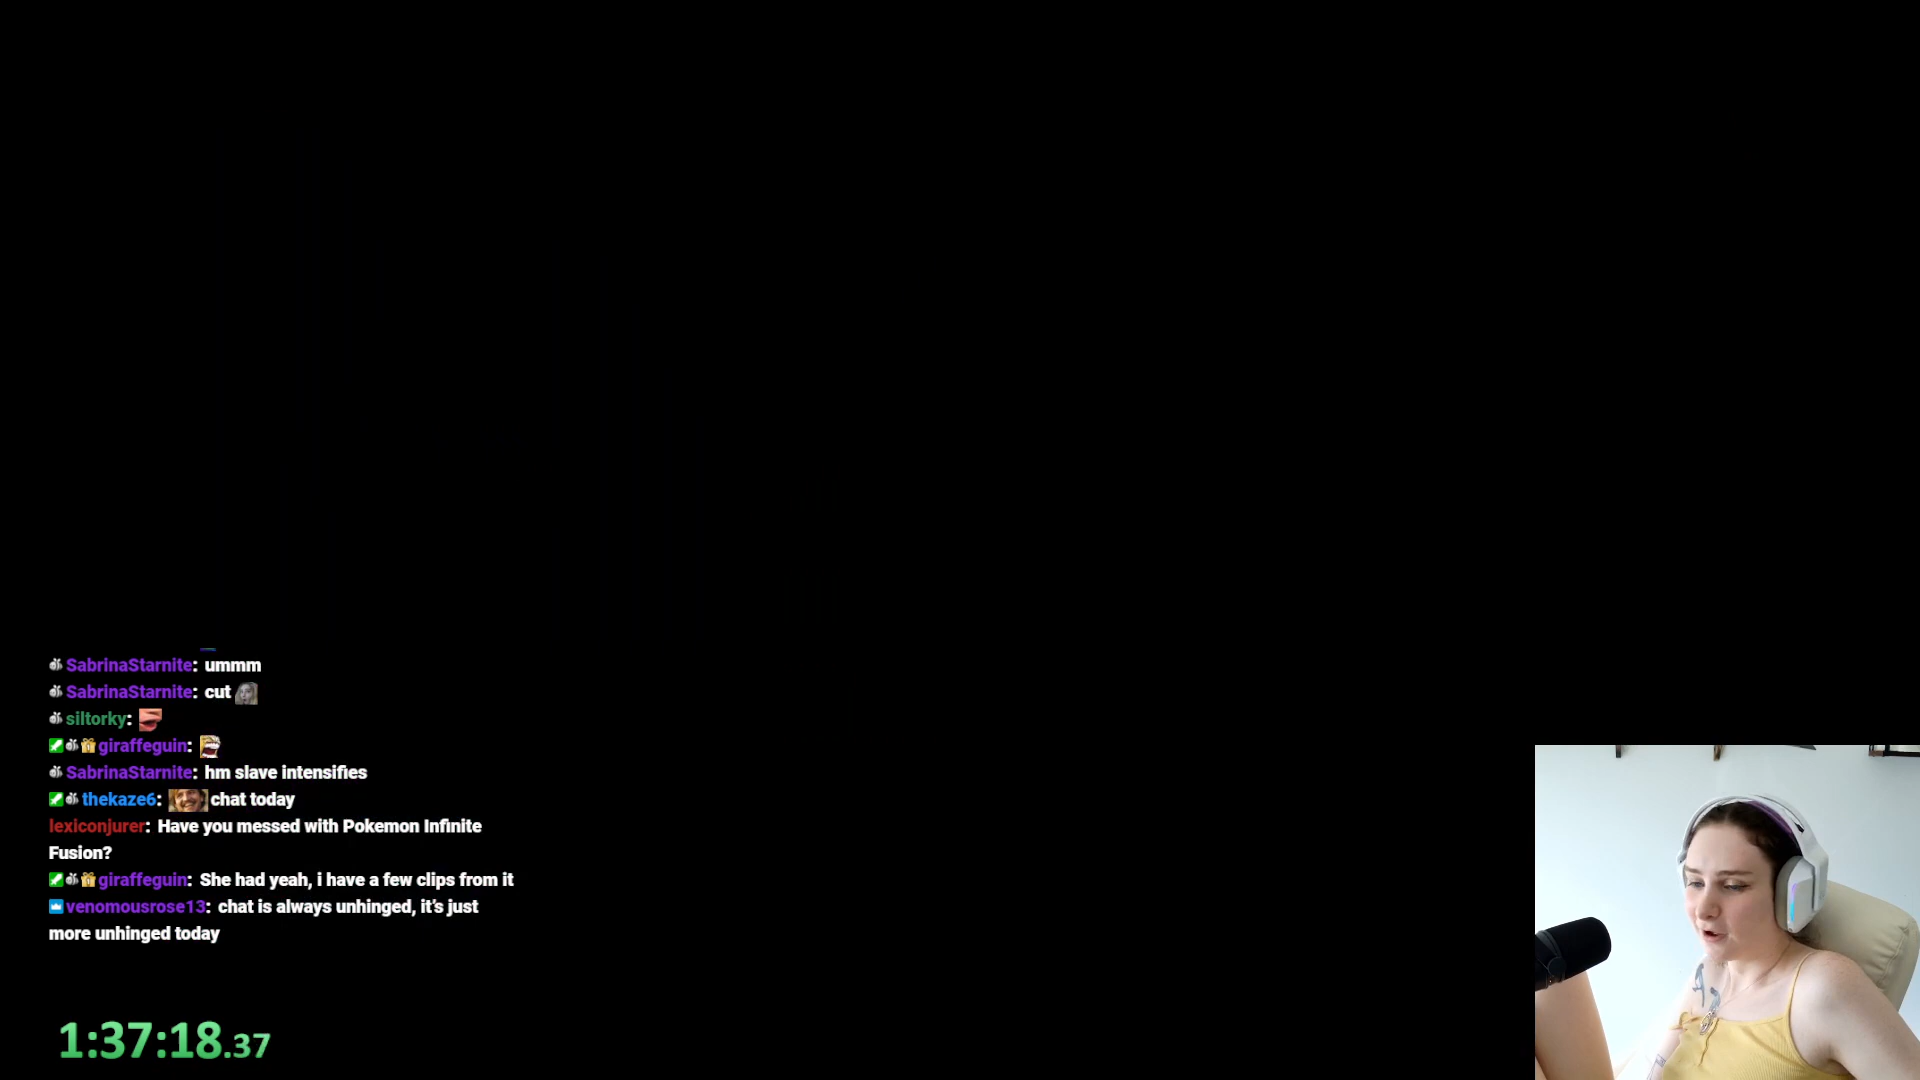 SabrinaStarnite: ummm
SabrinaStarnite: cut
siltorky:
giraffeguin:
SabrinaStarnite: hm slave intensifies
thekaze6: chat today
lexiconjurer: Have you messed with Pokemon Infinite
Fusion?
giraffeguin: She had yeah, i have a few clips from it
venomousrose13: chat is always unhinged, it's just
more unhinged today
1:37:18.37